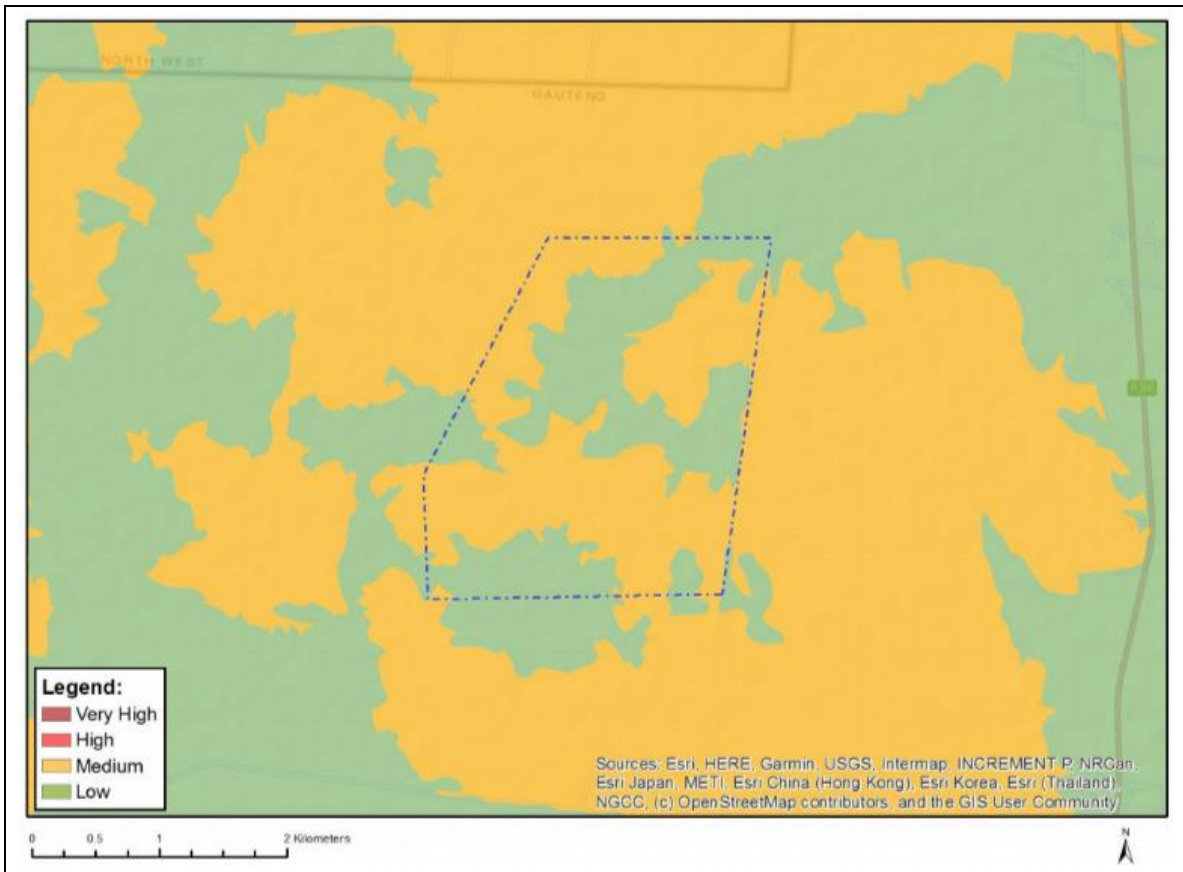 NORTH WEST
GAUTENG
Legend:
Very High
High
Medium
Low
Sources: Esri, HERE, Garmin, USGS, Intermap, INCREMENT P, NRCan,
Esri Japan, METI, Esri China (Hong Kong), Esri Korea, Esri (Thailand),
NGCC, (c) OpenStreetMap contributors, and the GIS User Community
0 0.5 1 2 Kilometers
N